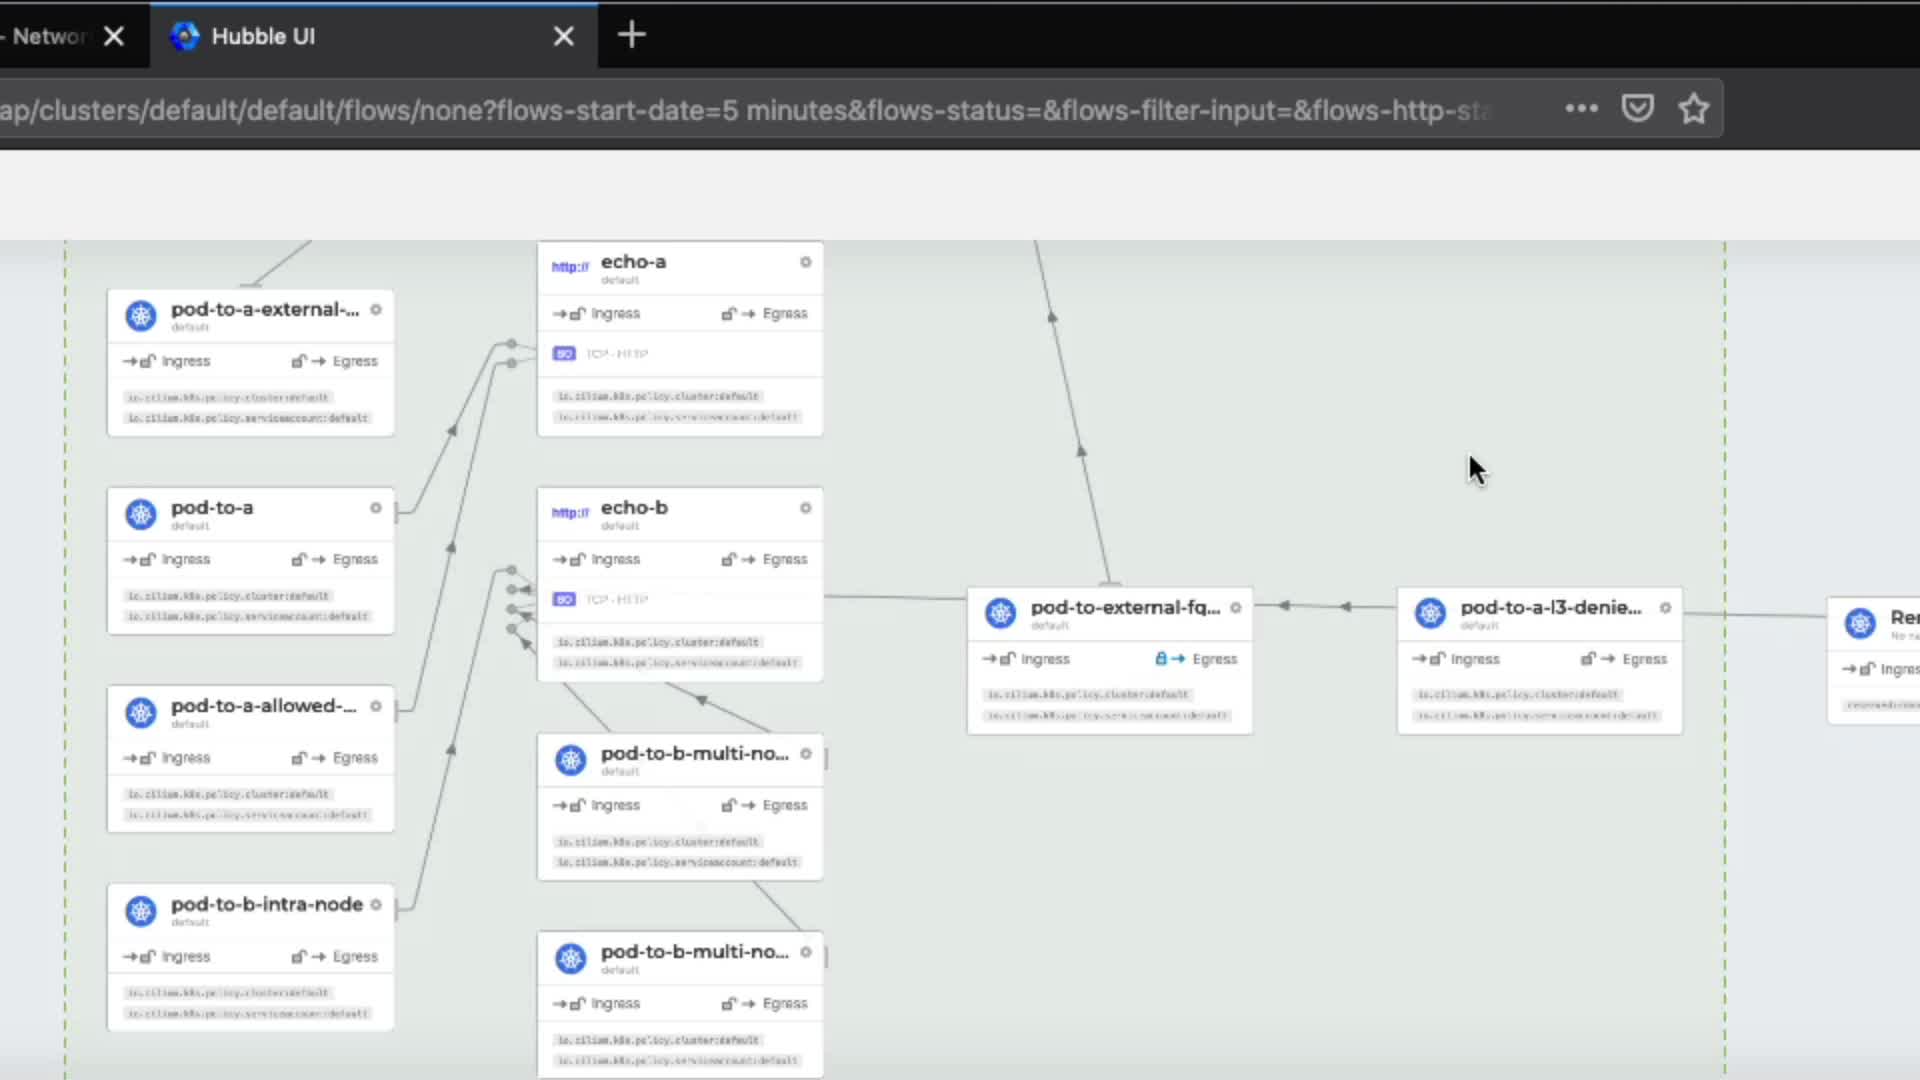 - Networ
Hubble UI
ap/clusters/default/default/flows/none?flows-start-date=5 minutes&flows-status=&flows-filter-input=&flows-http-sta
pod-to-a-external-...
default
Ingress
Egress
io.cilium.k8s.policy.cluster:default
io.cilium.k8s.policy.serviceaccount:default
pod-to-a
default
Ingress
Egress
io.cilium.k8s.policy.cluster:default
io.cilium.k8s.policy.serviceaccount:default
pod-to-a-allowed-...
default
Ingress
Egress
io.cilium.k8s.policy.cluster:default
io.cilium.k8s.policy.serviceaccount:default
pod-to-b-intra-node
default
Ingress
Egress
io.cilium.k8s.policy.cluster:default
io.cilium.k8s.policy.serviceaccount:default
http://
echo-a
default
Ingress
Egress
80 TCP · HTTP
io.cilium.k8s.policy.cluster:default
io.cilium.k8s.policy.serviceaccount:default
http://
echo-b
default
Ingress
Egress
80 TCP · HTTP
io.cilium.k8s.policy.cluster:default
io.cilium.k8s.policy.serviceaccount:default
pod-to-b-multi-no...
default
Ingress
Egress
io.cilium.k8s.policy.cluster:default
io.cilium.k8s.policy.serviceaccount:default
pod-to-b-multi-no...
default
Ingress
Egress
io.cilium.k8s.policy.cluster:default
io.cilium.k8s.policy.serviceaccount:default
pod-to-external-fq...
default
Ingress
Egress
io.cilium.k8s.policy.cluster:default
io.cilium.k8s.policy.serviceaccount:default
pod-to-a-l3-denie...
default
Ingress
Egress
io.cilium.k8s.policy.cluster:default
io.cilium.k8s.policy.serviceaccount:default
Rer
No na
Ingres